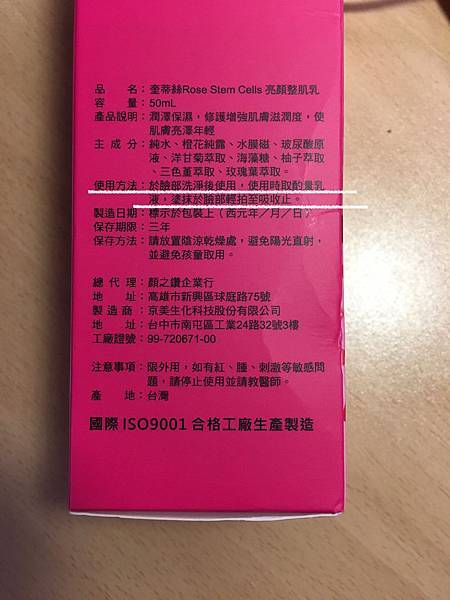 品 名：奎蒂絲Rose Stem Cells 亮顏整肌乳
容 量：50mL
產品說明：潤澤保濕，修護增強肌膚滋潤度，使
肌膚亮澤年輕
主 成 分：純水、橙花純露、水膜磁、玻尿酸原
液、洋甘菊萃取、海藻糖、柚子萃取
、三色菫萃取、玫瑰葉萃取。
使用方法：於臉部洗淨後使用，使用時取酌量乳
液，塗抹於臉部輕拍至吸收止。
製造日期：標示於包裝上（西元年／月／日）
保存期限：三年
保存方法：請放置陰涼乾燥處，避免陽光直射，
並避免孩童取用。
總 代 理：顏之鑽企業行
地 址：高雄市新興區球庭路75號
製 造 商：京美生化科技股份有限公司
地 址：台中市南屯區工業24路32號3樓
工廠證號：99-720671-00
注意事項：限外用，如有紅、腫、刺激等敏感問
題，請停止使用並請教醫師。
產 地：台灣
國際 ISO9001 合格工廠生產製造